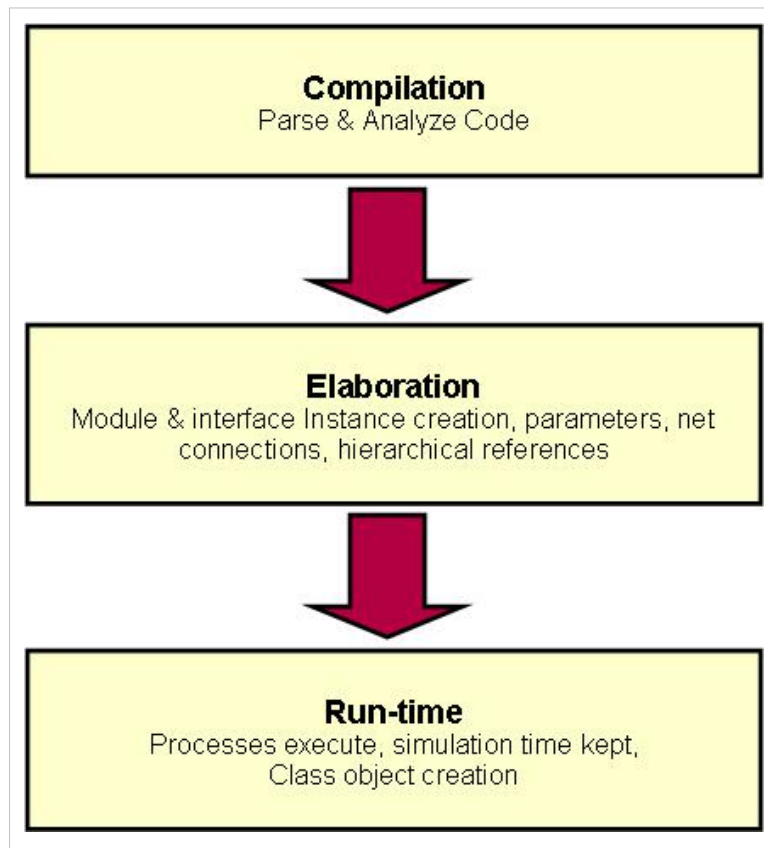 Compilation
Parse & Analyze Code
Elaboration
Module & interface Instance creation, parameters, net
connections, hierarchical references
Run-time
Processes execute, simulation time kept,
Class object creation